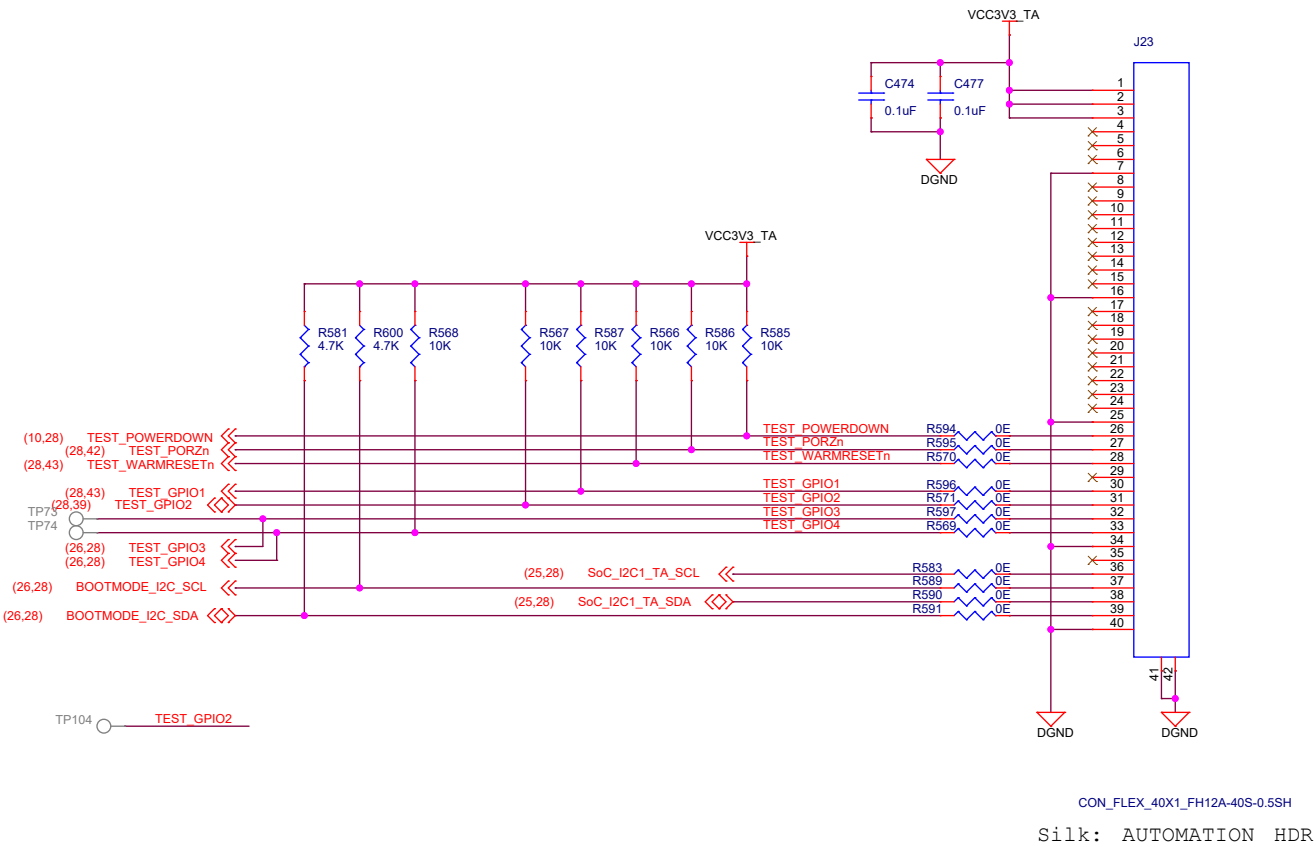 VCC3V3_TA
J23
C474
0.1uF
C477
0.1uF
DGND
1
2
3
4
5
6
7
8
9
10
11
12
13
14
15
16
17
18
19
20
21
22
23
24
25
26
27
28
29
30
31
32
33
34
35
36
37
38
39
40
41
42
VCC3V3_TA
R581
4.7K
R600
4.7K
R568
10K
R567
10K
R587
10K
R566
10K
R586
10K
R585
10K
(10,28) TEST_POWERDOWN
TEST_POWERDOWN
R594 0E
(28,42) TEST_PORZn
TEST_PORZn
R595 0E
(28,43) TEST_WARMRESETn
TEST_WARMRESETn
R570 0E
(28,43) TEST_GPIO1
TEST_GPIO1
R596 0E
(28,39) TEST_GPIO2
TEST_GPIO2
R571 0E
TP73
TEST_GPIO3
R597 0E
TP74
TEST_GPIO4
R569 0E
(26,28) TEST_GPIO3
(26,28) TEST_GPIO4
(25,28) SoC_I2C1_TA_SCL
R583 0E
(26,28) BOOTMODE_I2C_SCL
R589 0E
(25,28) SoC_I2C1_TA_SDA
R590 0E
(26,28) BOOTMODE_I2C_SDA
R591 0E
TP104
TEST_GPIO2
DGND
DGND
CON_FLEX_40X1_FH12A-40S-0.5SH
Silk: AUTOMATION HDR